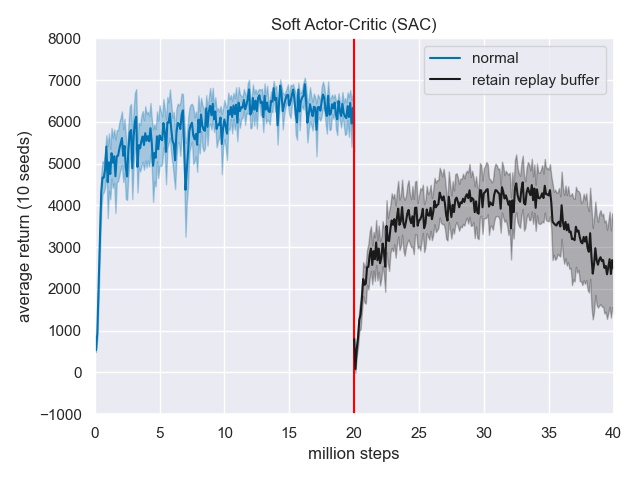 Soft Actor-Critic (SAC)
normal
retain replay buffer
average return (10 seeds)
8000
7000
6000
5000
4000
3000
2000
1000
0
−1000
0 5 10 15 20 25 30 35 40
million steps